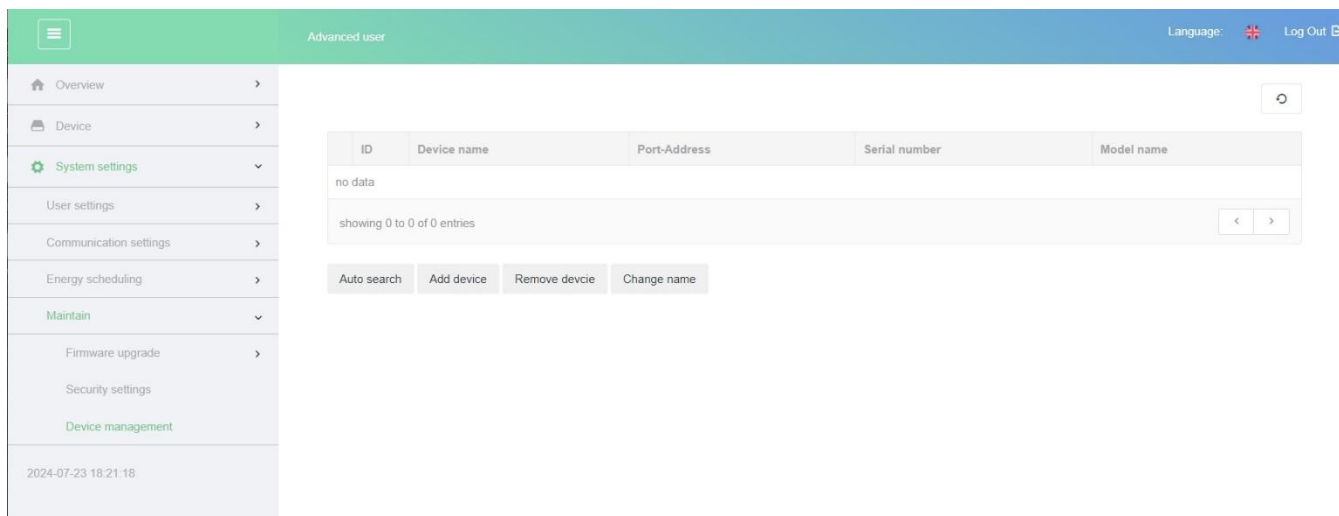 Advanced user Language: Log Out
Overview
Device
System settings
User settings
Communication settings
Energy scheduling
Maintain
Firmware upgrade
Security settings
Device management
2024-07-23 18:21:18
ID Device name Port-Address Serial number Model name
no data
showing 0 to 0 of 0 entries
Auto search Add device Remove devcie Change name